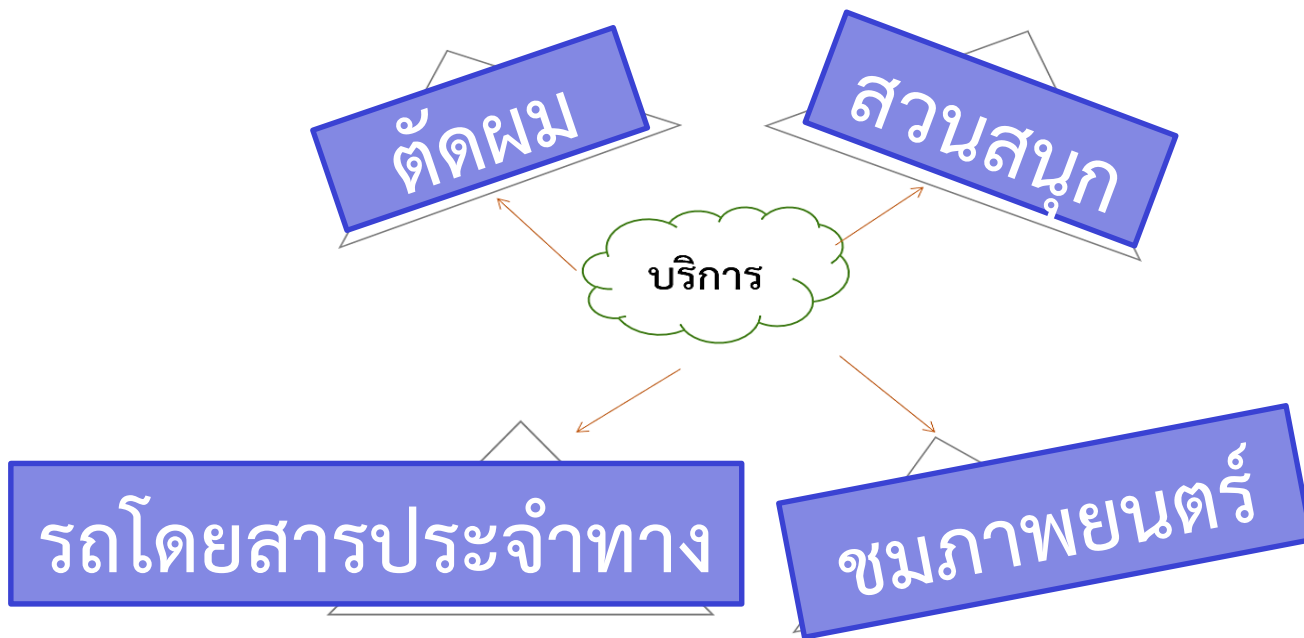 ตัดผม
สวนสนุก
บริการ
รถโดยสารประจำทาง
ชมภาพยนตร์